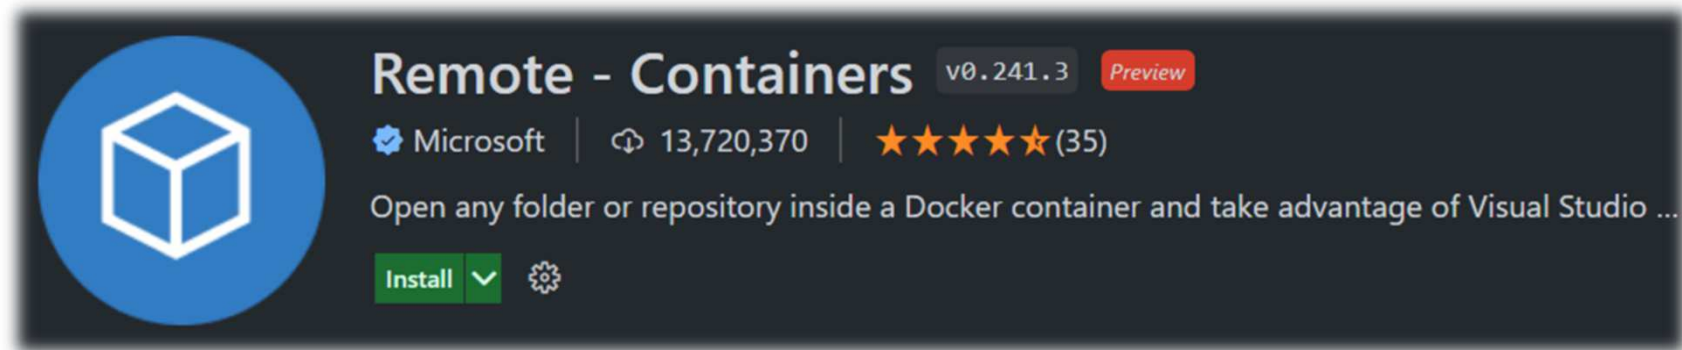 Remote - Containers v0.241.3 Preview
Microsoft 13,720,370 (35)
Open any folder or repository inside a Docker container and take advantage of Visual Studio ...
Install